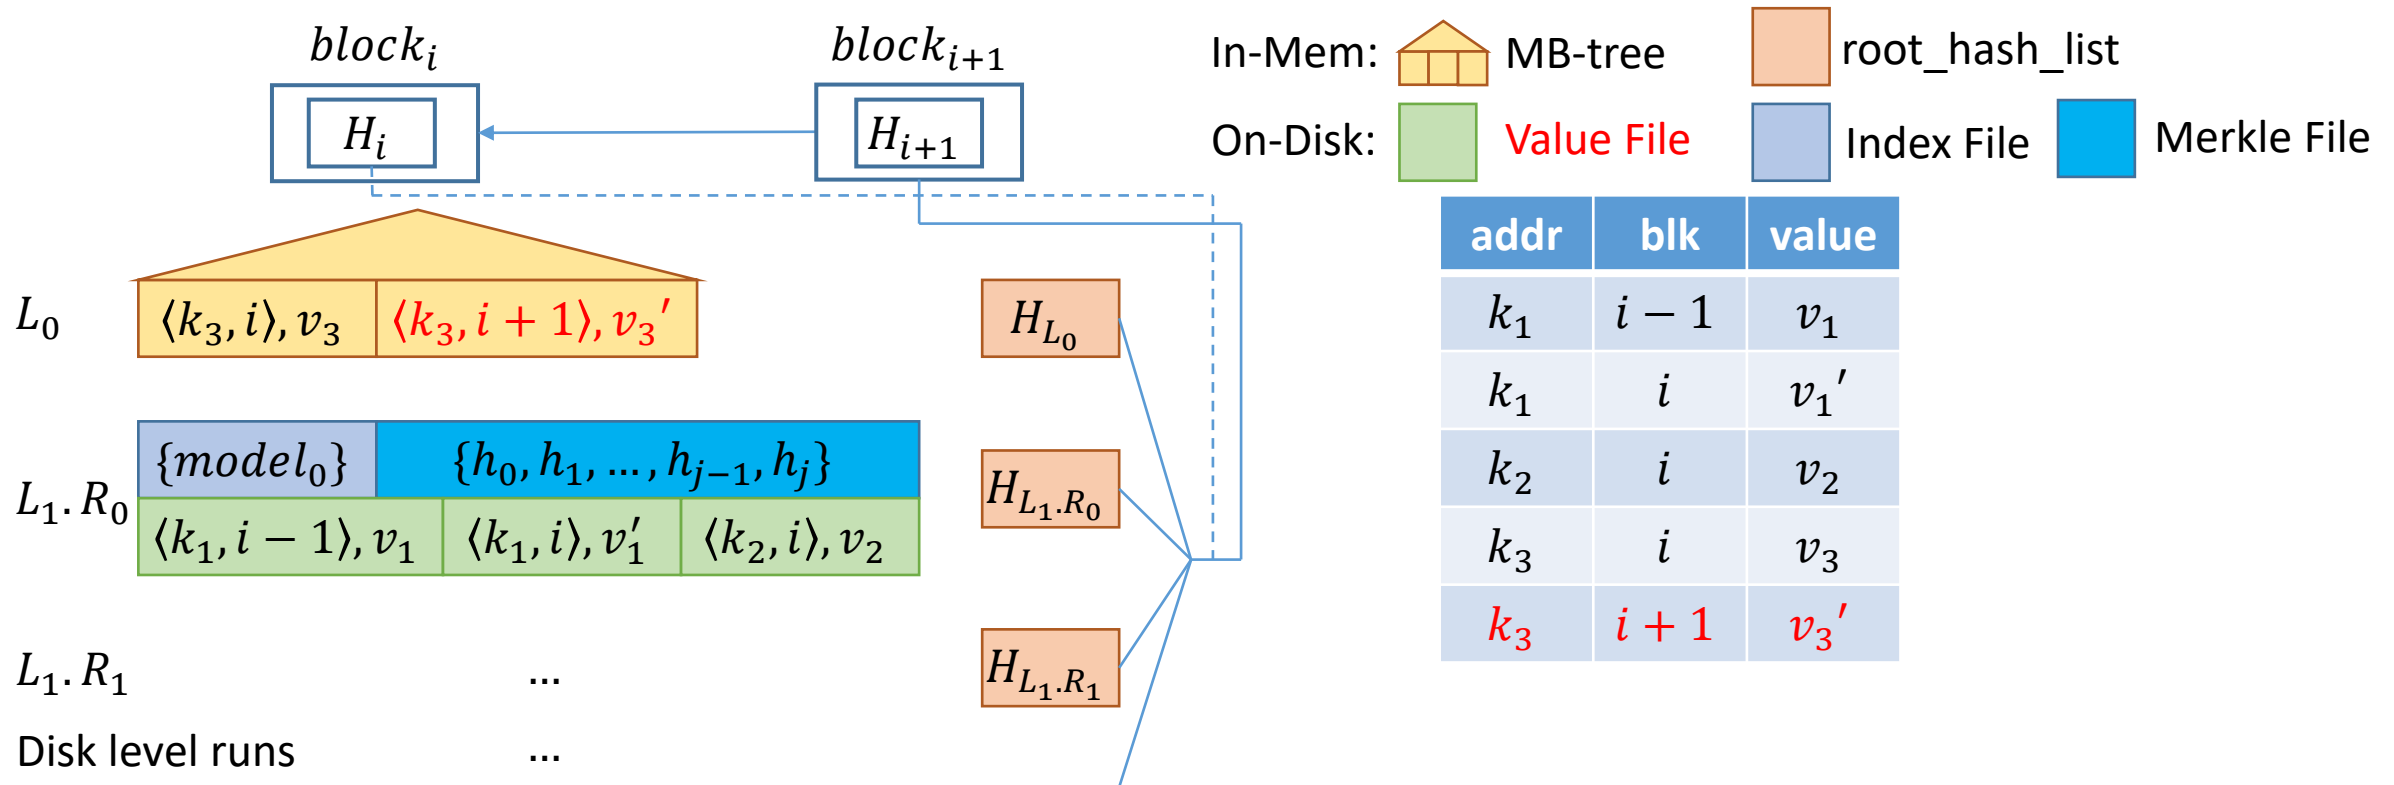 block_i
block_{i+1}
In-Mem: MB-tree root_hash_list
H_i
H_{i+1}
On-Disk: Value File Index File Merkle File
addr blk value
L_0 ⟨k_3, i⟩, v_3 ⟨k_3, i + 1⟩, v_3′ H_{L_0}
k_1 i − 1 v_1
k_1 i v_1′
{model_0} {h_0, h_1, …, h_{j−1}, h_j}
L_1.R_0 H_{L_1.R_0}
⟨k_1, i − 1⟩, v_1 ⟨k_1, i⟩, v_1′ ⟨k_2, i⟩, v_2
k_2 i v_2
k_3 i v_3
k_3 i + 1 v_3′
L_1.R_1 … H_{L_1.R_1}
Disk level runs …